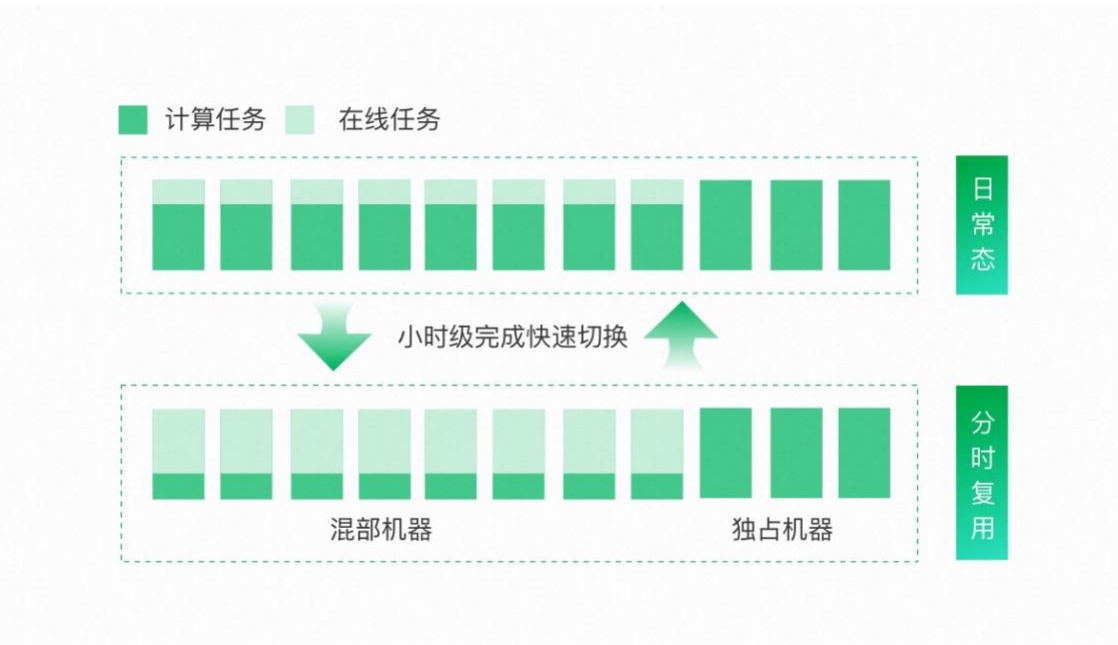 计算任务 在线任务
日常态
小时级完成快速切换
分时复用
混部机器 独占机器